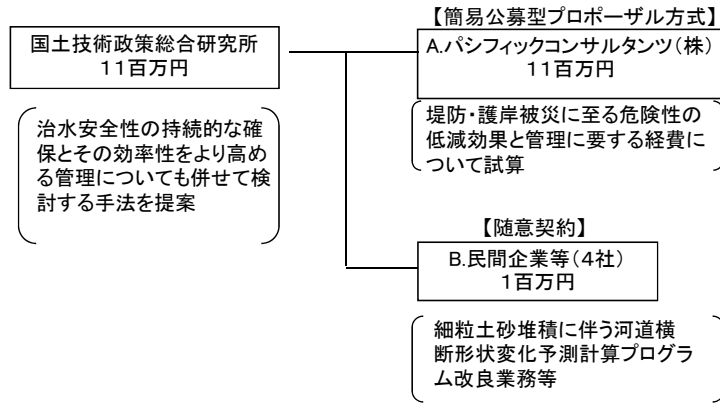 国土技術政策総合研究所
11百万円
治水安全性の持続的な確
保とその効率性をより高め
る管理についても併せて検
討する手法を提案
【簡易公募型プロポーザル方式】
A.パシフィックコンサルタンツ(株)
11百万円
堤防・護岸被災に至る危険性の
低減効果と管理に要する経費に
ついて試算
【随意契約】
B.民間企業等(4社)
1百万円
細粒土砂堆積に伴う河道横
断形状変化予測計算プログラ
ム改良業務等